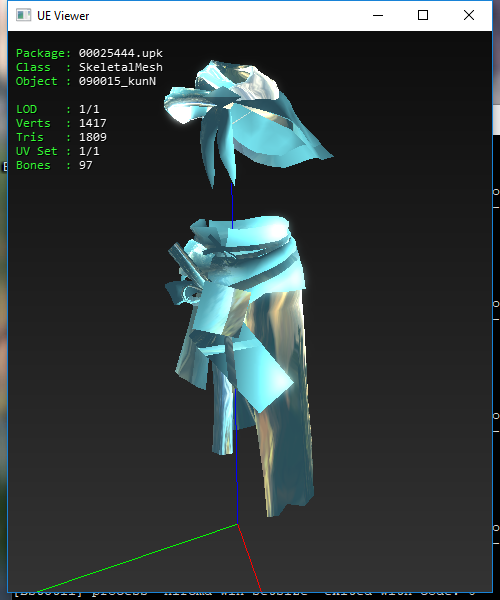 UE Viewer
Package: 00025444.upk
Class : SkeletalMesh
Object : 090015_kunN
LOD : 1/1
Verts : 1417
Tris : 1809
UV Set : 1/1
Bones : 97